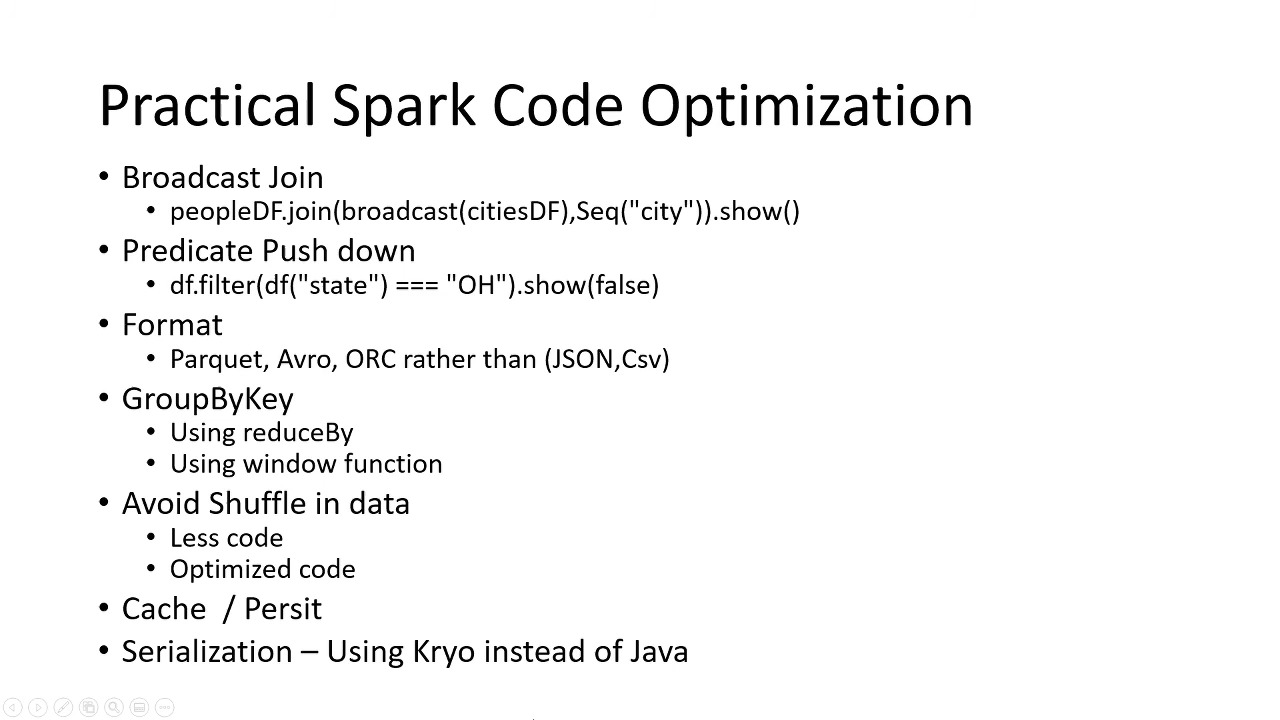 Practical Spark Code Optimization
• Broadcast Join
• peopleDF.join(broadcast(citiesDF),Seq("city")).show()
• Predicate Push down
• df.filter(df("state") === "OH").show(false)
• Format
• Parquet, Avro, ORC rather than (JSON,Csv)
• GroupByKey
• Using reduceBy
• Using window function
• Avoid Shuffle in data
• Less code
• Optimized code
• Cache / Persit
• Serialization – Using Kryo instead of Java